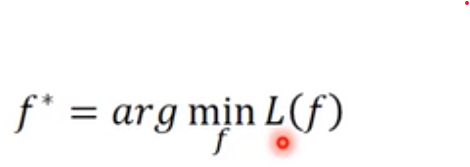 f* = arg min L(f)
f